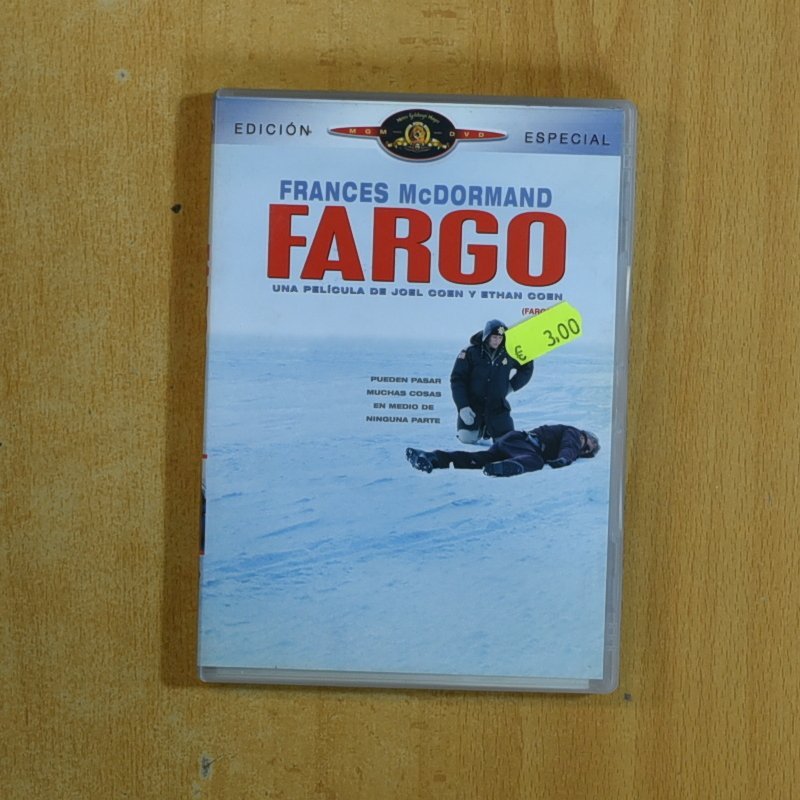 EDICIÓN MGM DVD ESPECIAL
FRANCES McDORMAND
FARGO
UNA PELÍCULA DE JOEL COEN Y ETHAN COEN
€ 3.00
PUEDEN PASAR
MUCHAS COSAS
EN MEDIO DE
NINGUNA PARTE